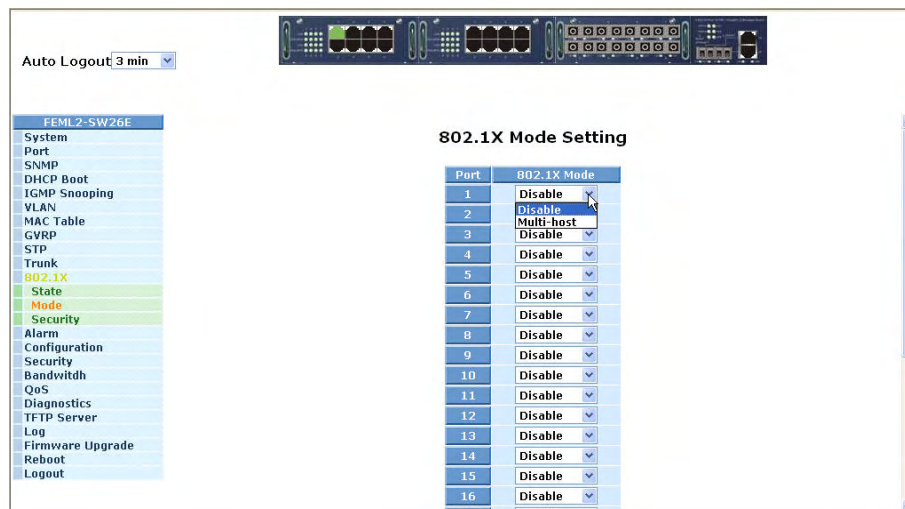 Auto Logout 3 min
FEML2-SW26E
System
Port
SNMP
DHCP Boot
IGMP Snooping
VLAN
MAC Table
GVRP
STP
Trunk
802.1X
State
Mode
Security
Alarm
Configuration
Security
Bandwitdh
QoS
Diagnostics
TFTP Server
Log
Firmware Upgrade
Reboot
Logout
802.1X Mode Setting
Port 802.1X Mode
1 Disable
Disable
2
Multi-host
3 Disable
4 Disable
5 Disable
6 Disable
7 Disable
8 Disable
9 Disable
10 Disable
11 Disable
12 Disable
13 Disable
14 Disable
15 Disable
16 Disable